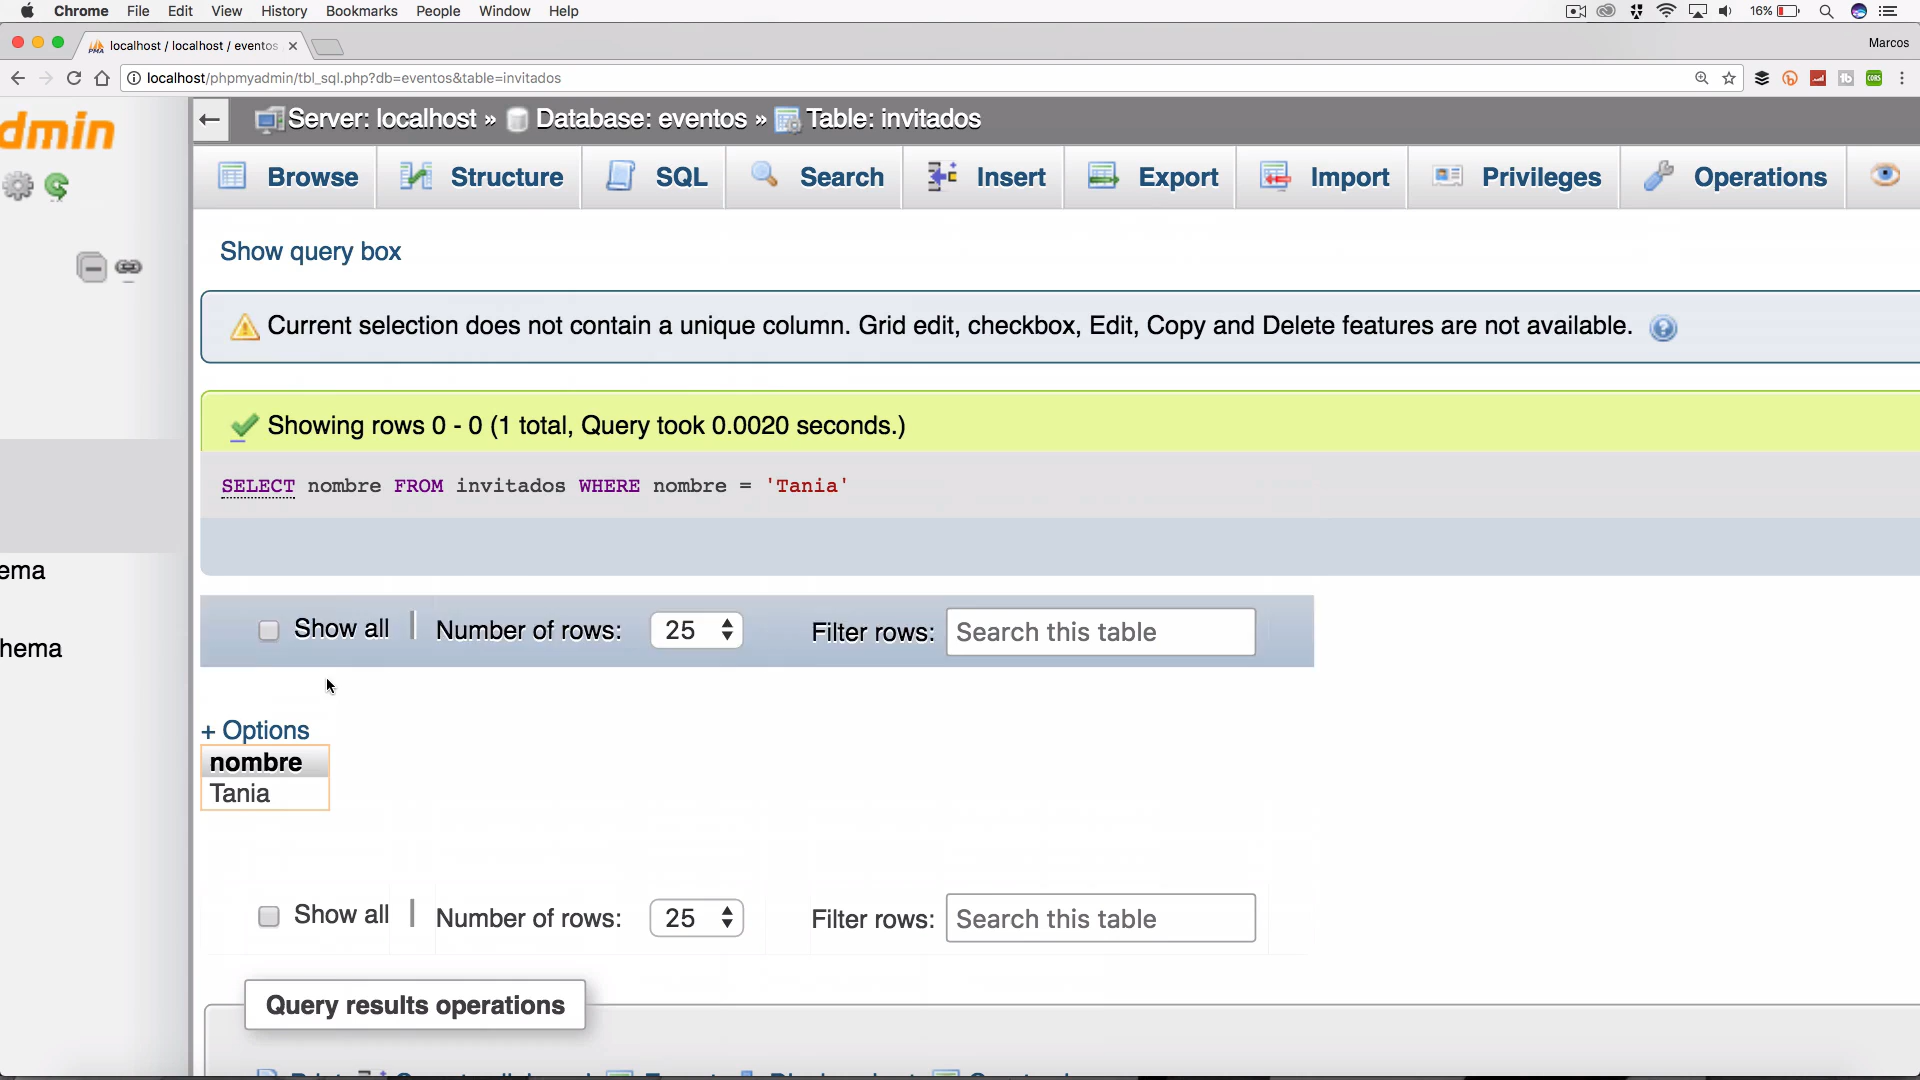 Chrome File Edit View History Bookmarks People Window Help 16%
localhost / localhost / eventos Marcos
localhost/phpmyadmin/tbl_sql.php?db=eventos&table=invitados
dmin
Server: localhost » Database: eventos » Table: invitados
Browse Structure SQL Search Insert Export Import Privileges Operations
Show query box
Current selection does not contain a unique column. Grid edit, checkbox, Edit, Copy and Delete features are not available.
Showing rows 0 - 0 (1 total, Query took 0.0020 seconds.)
SELECT nombre FROM invitados WHERE nombre = 'Tania'
ema
Show all Number of rows: 25 Filter rows: Search this table
hema
+ Options
nombre
Tania
Show all Number of rows: 25 Filter rows: Search this table
Query results operations